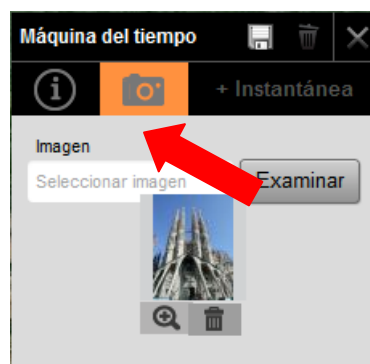 Máquina del tiempo
+ Instantánea
Imagen
Seleccionar imagen
Examinar